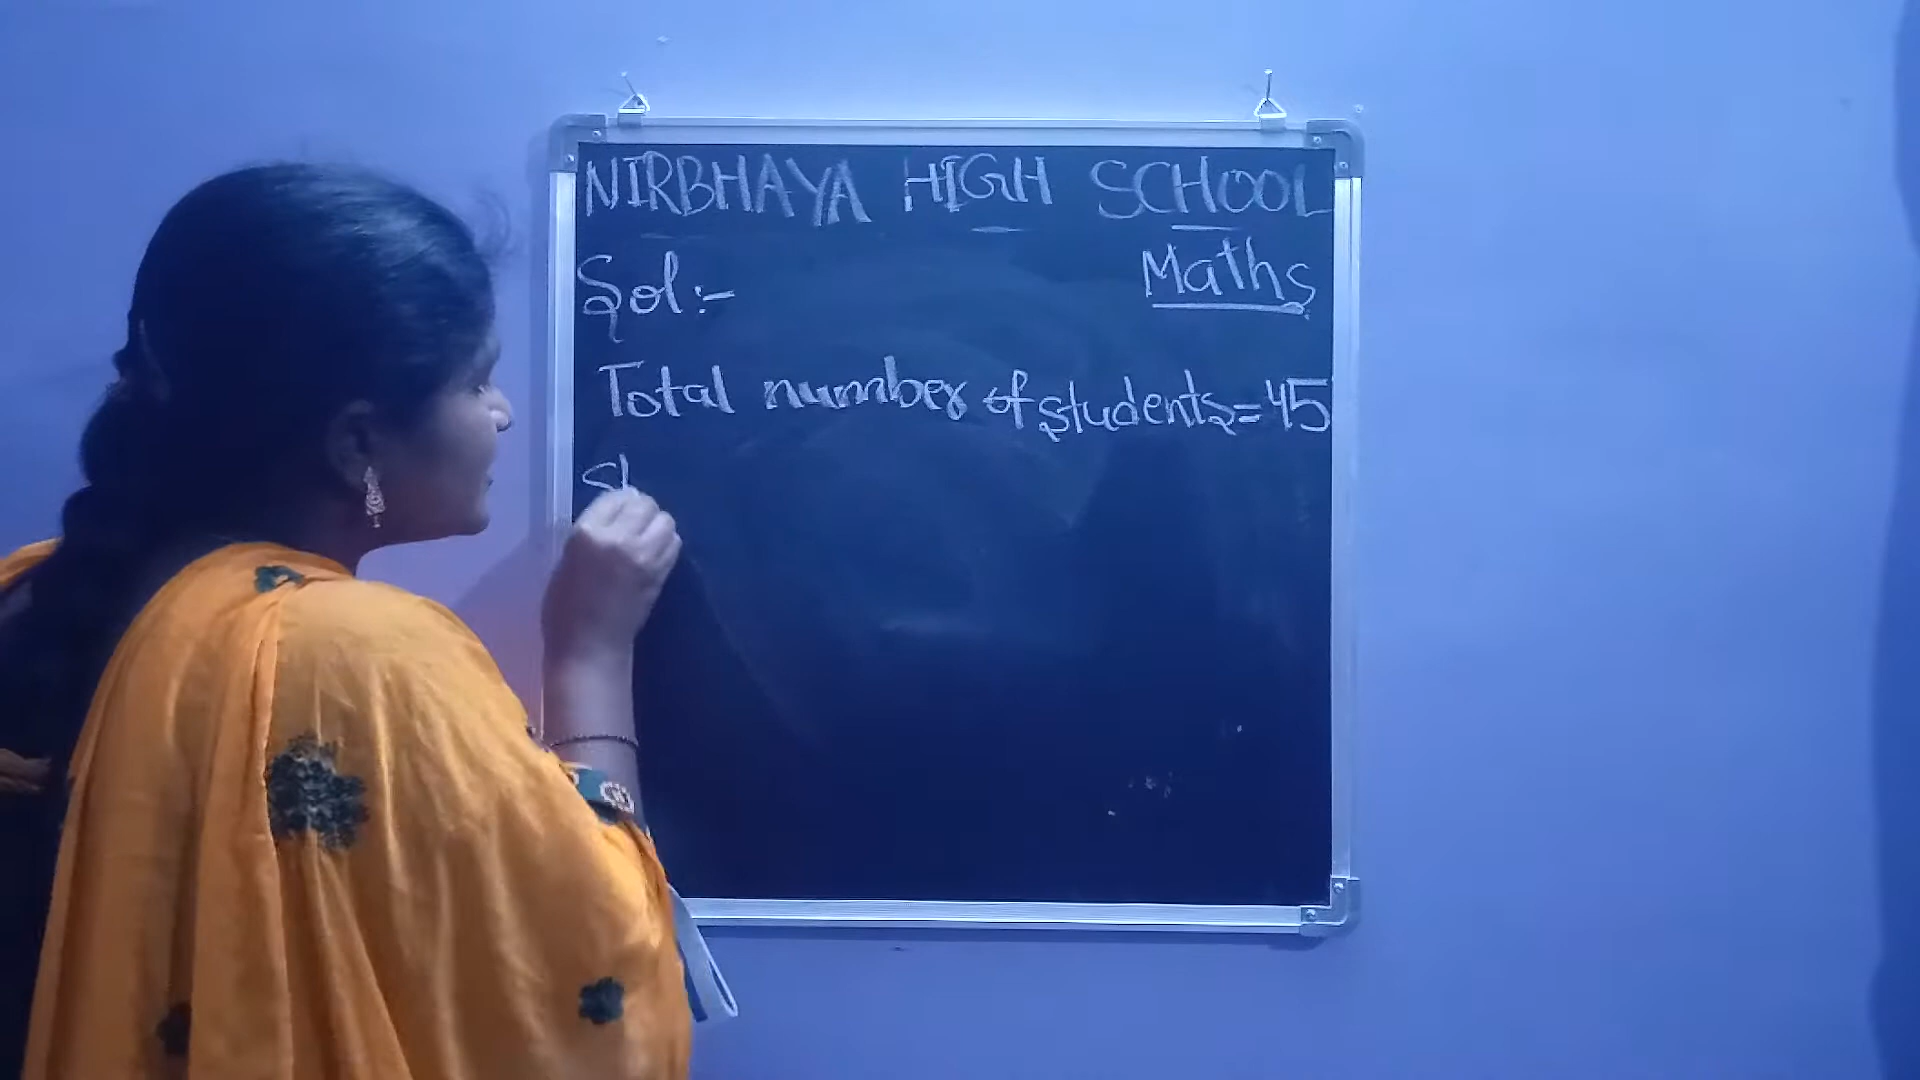 NIRBHAYA HIGH SCHOOL
Maths
Sol:-
Total number of students=45